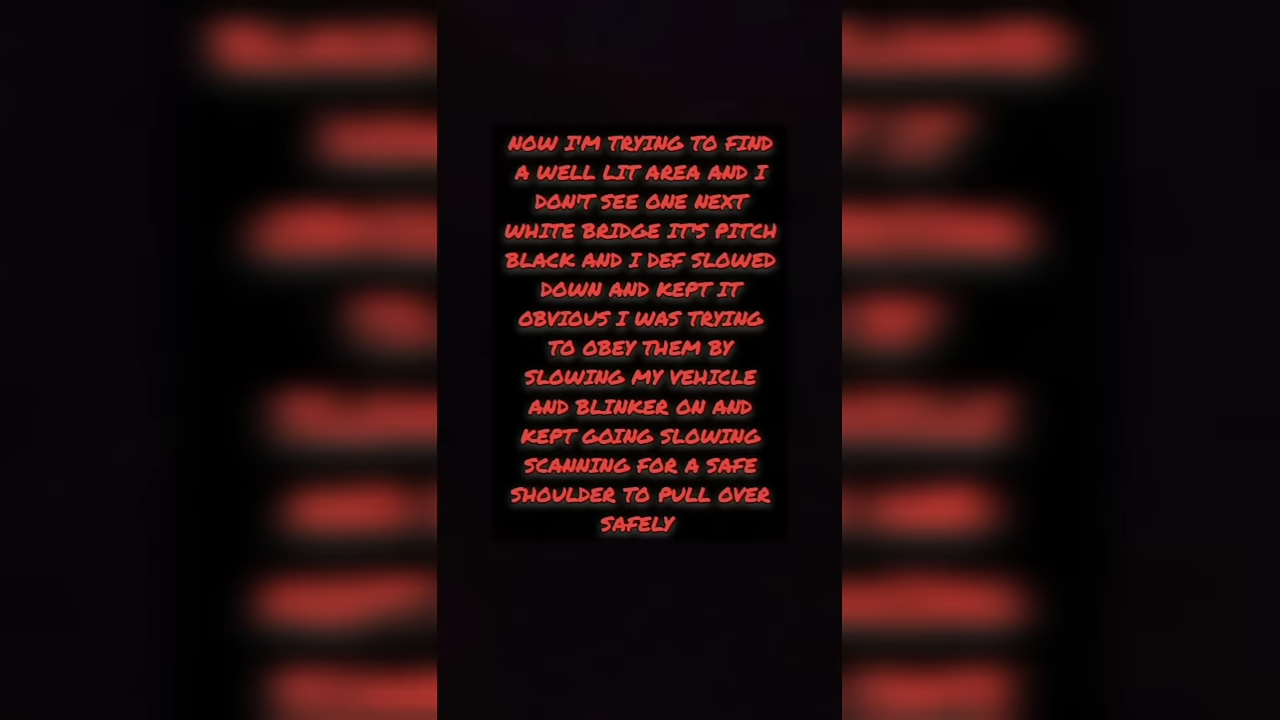 NOW I'M TRYING TO FIND
A WELL LIT AREA AND I
DON'T SEE ONE NEXT
WHITE BRIDGE IT'S PITCH
BLACK AND I DEF SLOWED
DOWN AND KEPT IT
OBVIOUS I WAS TRYING
TO OBEY THEM BY
SLOWING MY VEHICLE
AND BLINKER ON AND
KEPT GOING SLOWING
SCANNING FOR A SAFE
SHOULDER TO PULL OVER
SAFELY